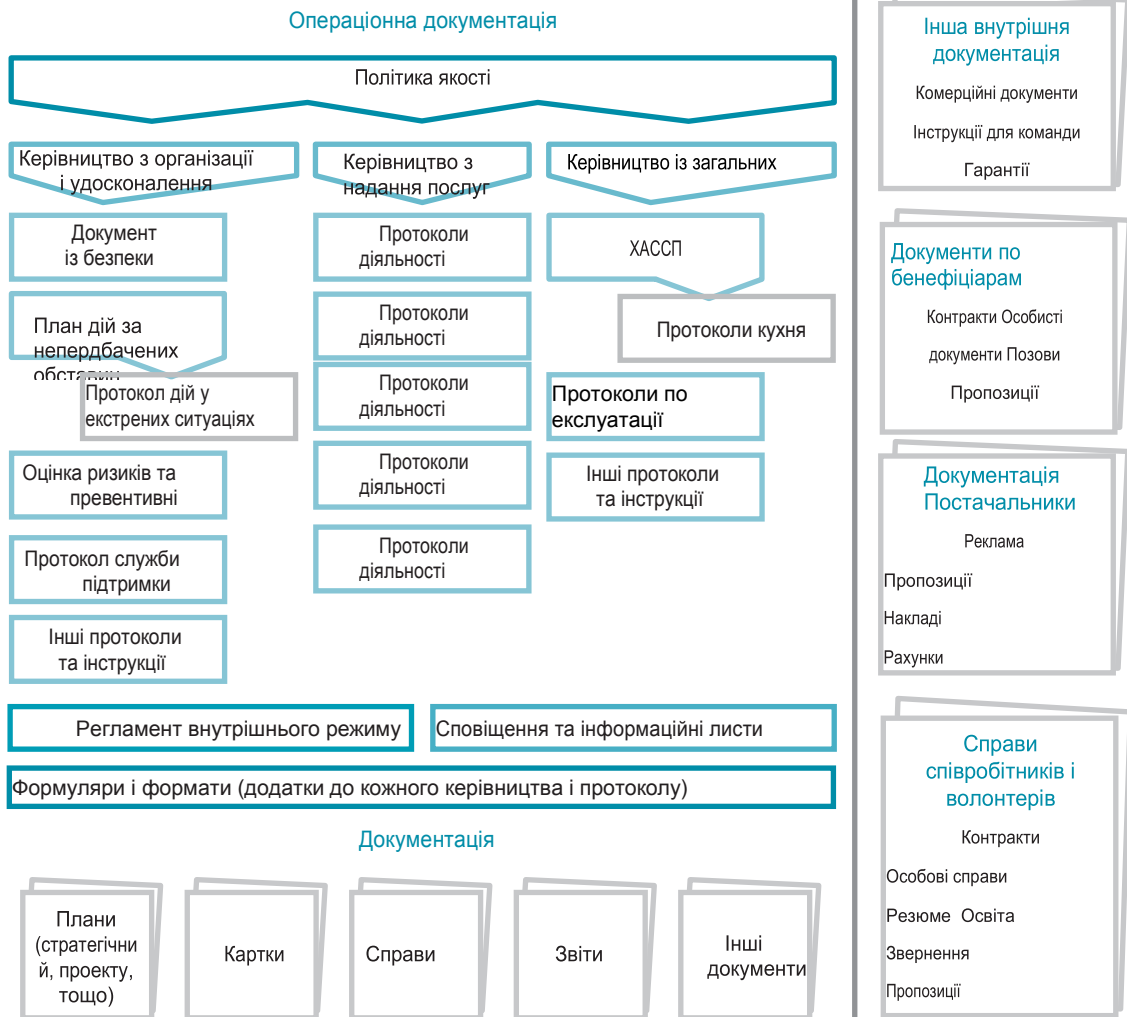 Операціонна документація
Політика якості
Керівництво з організації
і удосконалення
Керівництво з
надання послуг
Керівництво із загальних
Документ
із безпеки
План дій за
непердбачених
обставин
Протокол дій у
екстрених ситуаціях
Оцінка ризиків та
превентивні
Протокол служби
підтримки
Інші протоколи
та інструкції
Протоколи
діяльності
Протоколи
діяльності
Протоколи
діяльності
Протоколи
діяльності
Протоколи
діяльності
ХАССП
Протоколи кухня
Протоколи по
екслуатації
Інші протоколи
та інструкції
Регламент внутрішнього режиму
Сповіщення та інформаційні листи
Формуляри і формати (додатки до кожного керівництва і протоколу)
Документація
Плани
(стратегічни
й, проекту,
тощо)
Картки
Справи
Звіти
Інші
документи
Інша внутрішня
документація
Комерційні документи
Інструкції для команди
Гарантії
Документи по
бенефіціарам
Контракти Особисті
документи Позови
Пропозиції
Документація
Постачальники
Реклама
Пропозиції
Накладі
Рахунки
Справи
співробітників і
волонтерів
Контракти
Особові справи
Резюме Освіта
Звернення
Пропозиції